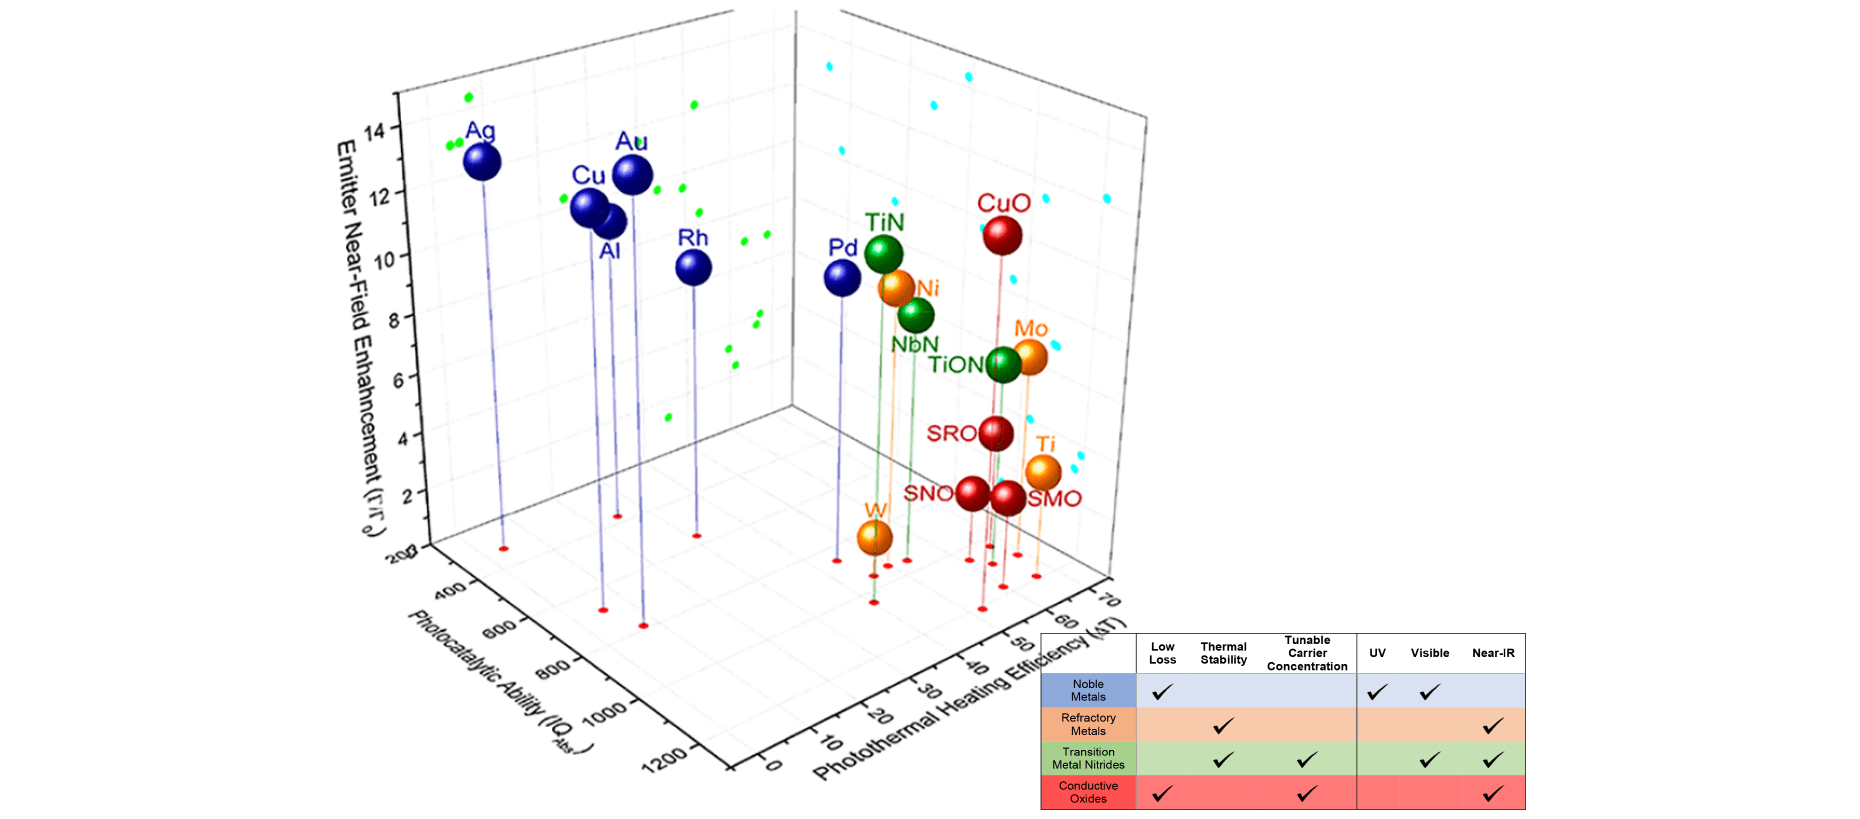 Emitter Near-Field Enhahncement (Γ/Γ0)
14
12
10
8
6
4
2
200
400
600
800
1000
1200
Photocatalytic Ability (IQAbs)
0
10
20
30
40
50
60
70
Photothermal Heating Efficiency (ΔT)
Ag
Cu
Al
Au
Rh
Pd
TiN
Ni
NbN
CuO
Mo
TiON
SRO
Ti
SNO
SMO
W
Low
Loss
Thermal
Stability
Tunable
Carrier
Concentration
UV
Visible
Near-IR
Noble
Metals
✓ ✓ ✓
Refractory
Metals
✓ ✓
Transition
Metal Nitrides
✓ ✓ ✓ ✓
Conductive
Oxides
✓ ✓ ✓